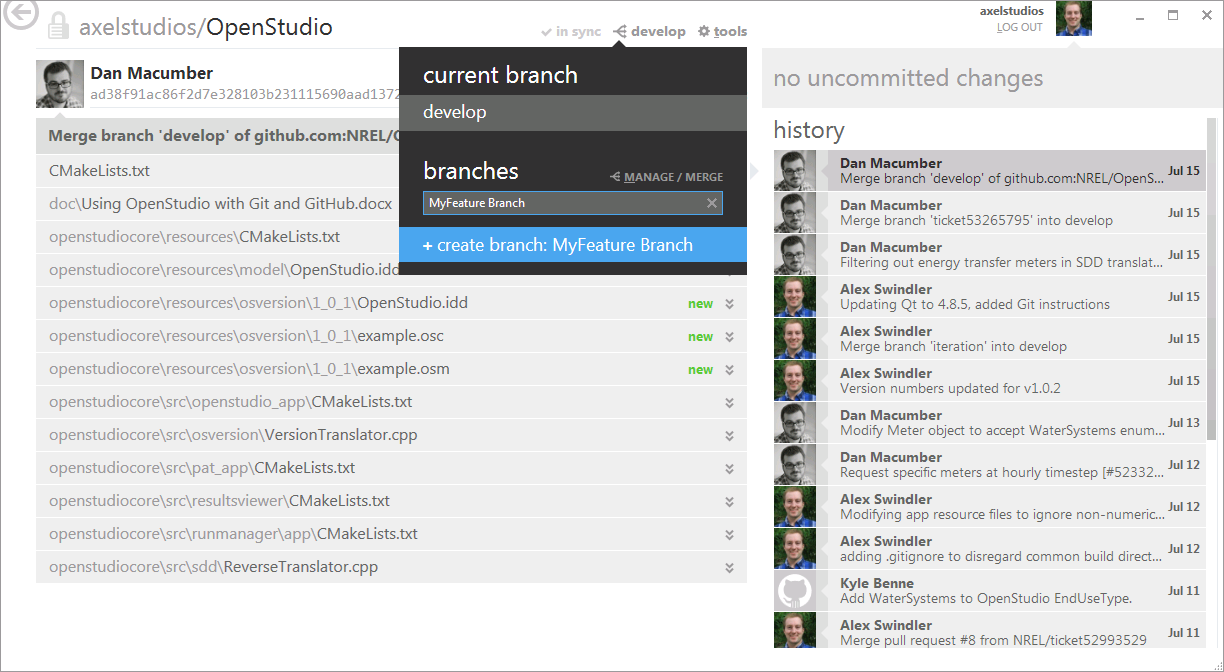 axelstudios/OpenStudio
in sync
develop
tools
axelstudios
LOG OUT
Dan Macumber
ad38f91ac86f2d7e328103b231115690aad1372
Merge branch 'develop' of github.com:NREL/O
CMakeLists.txt
doc\Using OpenStudio with Git and GitHub.docx
openstudiocore\resources\CMakeLists.txt
openstudiocore\resources\model\OpenStudio.idd
openstudiocore\resources\osversion\1_0_1\OpenStudio.idd new
openstudiocore\resources\osversion\1_0_1\example.osc new
openstudiocore\resources\osversion\1_0_1\example.osm new
openstudiocore\src\openstudio_app\CMakeLists.txt
openstudiocore\src\osversion\VersionTranslator.cpp
openstudiocore\src\pat_app\CMakeLists.txt
openstudiocore\src\resultsviewer\CMakeLists.txt
openstudiocore\src\runmanager\app\CMakeLists.txt
openstudiocore\src\sdd\ReverseTranslator.cpp
current branch
develop
branches
MANAGE / MERGE
MyFeature Branch
+ create branch: MyFeature Branch
no uncommitted changes
history
Dan Macumber
Merge branch 'develop' of github.com:NREL/OpenS... Jul 15
Dan Macumber
Merge branch 'ticket53265795' into develop Jul 15
Dan Macumber
Filtering out energy transfer meters in SDD translat... Jul 15
Alex Swindler
Updating Qt to 4.8.5, added Git instructions Jul 15
Alex Swindler
Merge branch 'iteration' into develop Jul 15
Alex Swindler
Version numbers updated for v1.0.2 Jul 15
Dan Macumber
Modify Meter object to accept WaterSystems enum... Jul 13
Dan Macumber
Request specific meters at hourly timestep [#52332... Jul 12
Alex Swindler
Modifying app resource files to ignore non-numeric... Jul 12
Alex Swindler
adding .gitignore to disregard common build direct... Jul 12
Kyle Benne
Add WaterSystems to OpenStudio EndUseType. Jul 11
Alex Swindler
Merge pull request #8 from NREL/ticket52993529 Jul 11